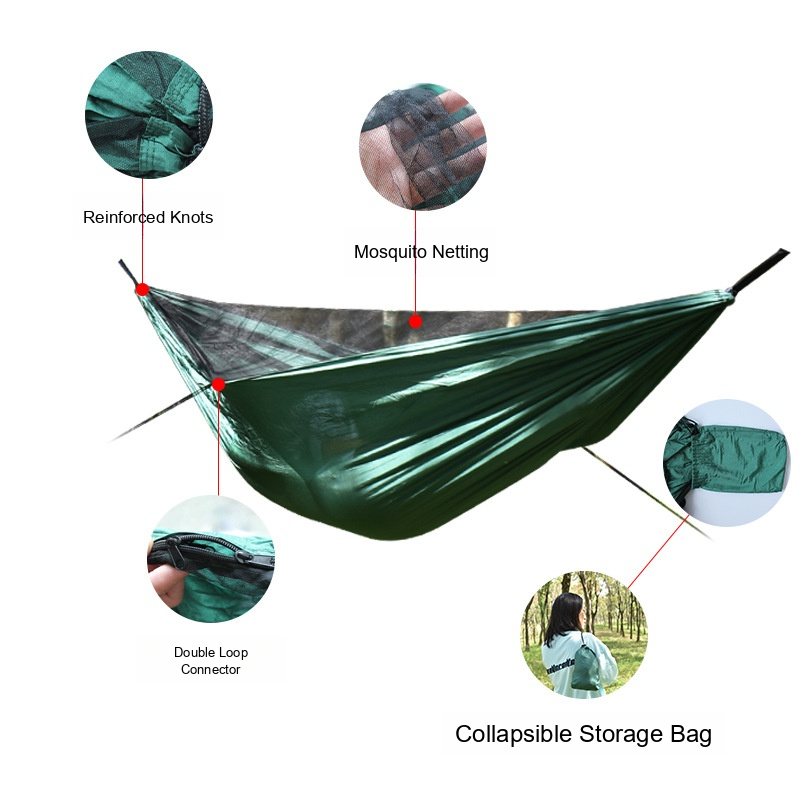 Reinforced Knots
Mosquito Netting
Double Loop
Connector
Collapsible Storage Bag